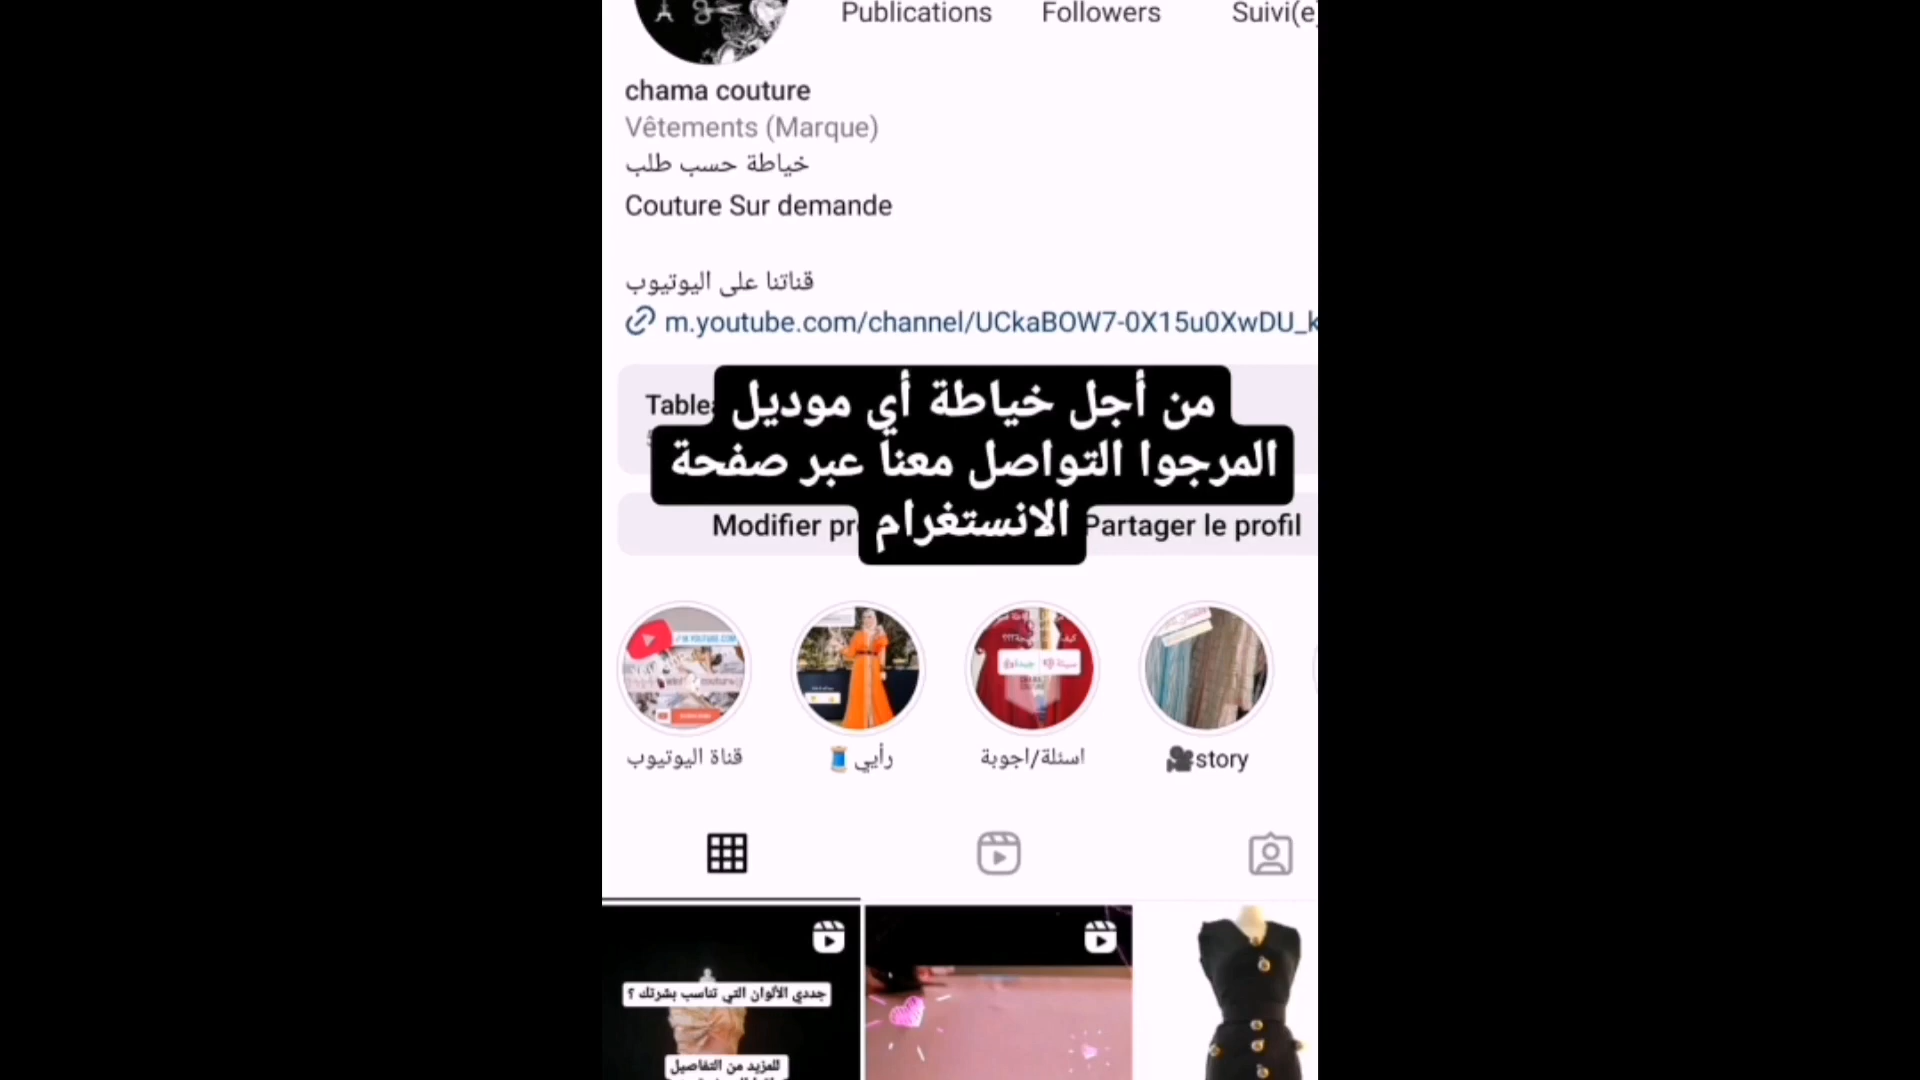 Publications Followers Suivi(e
chama couture
Vêtements (Marque)
خياطة حسب طلب
Couture Sur demande
قناتنا على اليوتيوب
m.youtube.com/channel/UCkaBOW7-0X15u0XwDU_k
من أجل خياطة أي موديل
المرجوا التواصل معنا عبر صفحة
الانستغرام
Modifier pr Partager le profil
قناة اليوتيوب
رأيي
اسئلة/اجوبة
story
جددي الألوان التي تناسب بشرتك ؟
للمزيد من التفاصيل